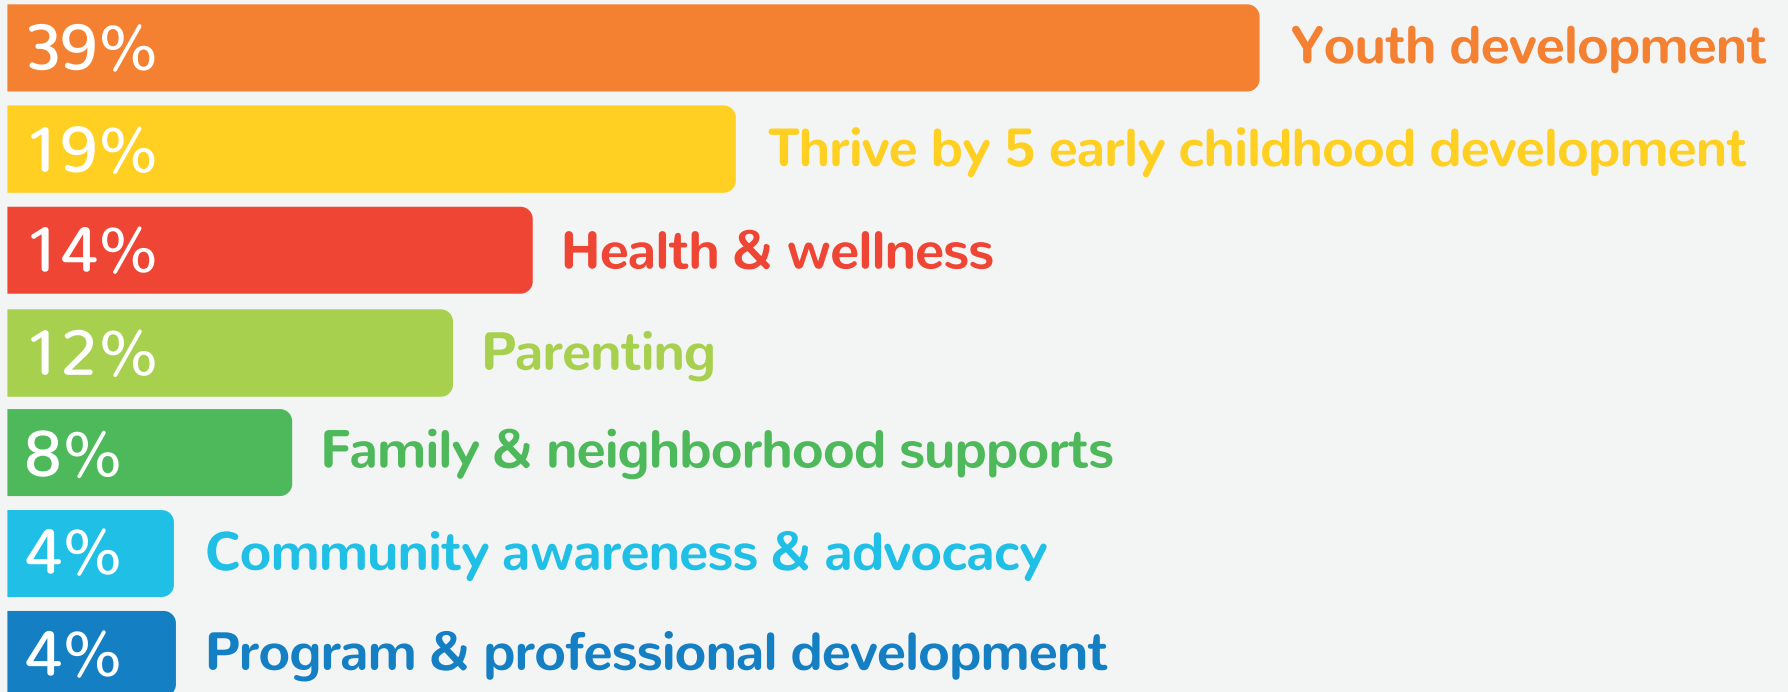 39% Youth development
19% Thrive by 5 early childhood development
14% Health & wellness
12% Parenting
8% Family & neighborhood supports
4% Community awareness & advocacy
4% Program & professional development